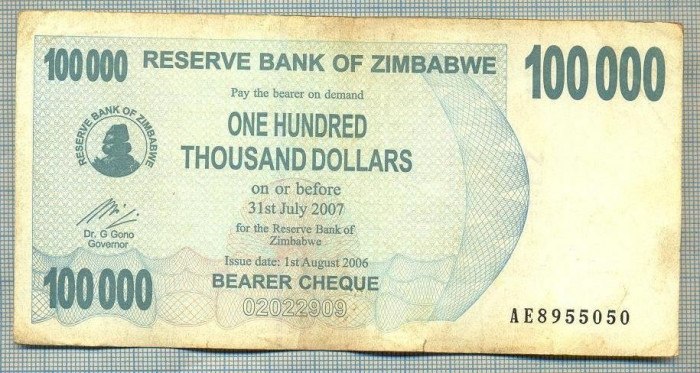 100 000 RESERVE BANK OF ZIMBABWE 100 000
Pay the bearer on demand
ONE HUNDRED
THOUSAND DOLLARS
RESERVE BANK OF ZIMBABWE
on or before
31st July 2007
for the Reserve Bank of
Zimbabwe
Dr. G Gono
Governor
Issue date: 1st August 2006
100 000 BEARER CHEQUE
02022909
AE8955050